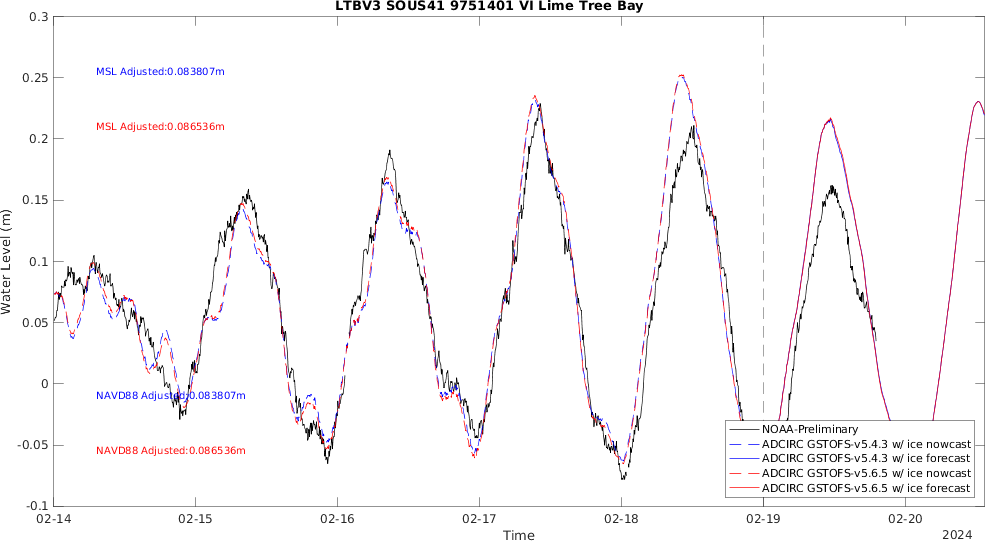 LTBV3 SOUS41 9751401 VI Lime Tree Bay
0.3
0.25
0.2
0.15
0.1
0.05
0
-0.05
-0.1
Water Level (m)
MSL Adjusted:0.083807m
MSL Adjusted:0.086536m
NAVD88 Adjusted:0.083807m
NAVD88 Adjusted:0.086536m
NOAA-Preliminary
ADCIRC GSTOFS-v5.4.3 w/ ice nowcast
ADCIRC GSTOFS-v5.4.3 w/ ice forecast
ADCIRC GSTOFS-v5.6.5 w/ ice nowcast
ADCIRC GSTOFS-v5.6.5 w/ ice forecast
02-14 02-15 02-16 02-17 02-18 02-19 02-20
Time
2024